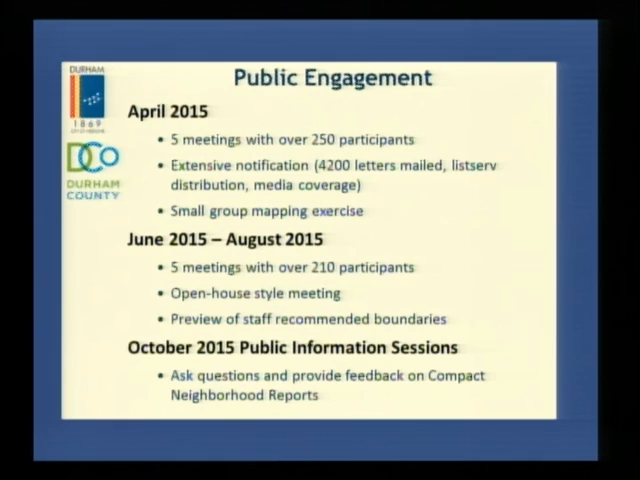 Public Engagement
DURHAM
1869
CITY OF MEDICINE
DCo
DURHAM
COUNTY
April 2015
• 5 meetings with over 250 participants
• Extensive notification (4200 letters mailed, listserv
distribution, media coverage)
• Small group mapping exercise
June 2015 – August 2015
• 5 meetings with over 210 participants
• Open-house style meeting
• Preview of staff recommended boundaries
October 2015 Public Information Sessions
• Ask questions and provide feedback on Compact
Neighborhood Reports